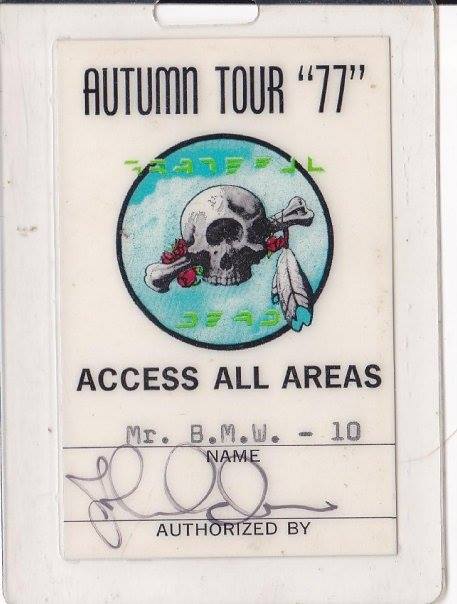 AUTUMN TOUR "77"
GRATEFUL
DEAD
ACCESS ALL AREAS
Mr. B.M.W. - 10
NAME
AUTHORIZED BY